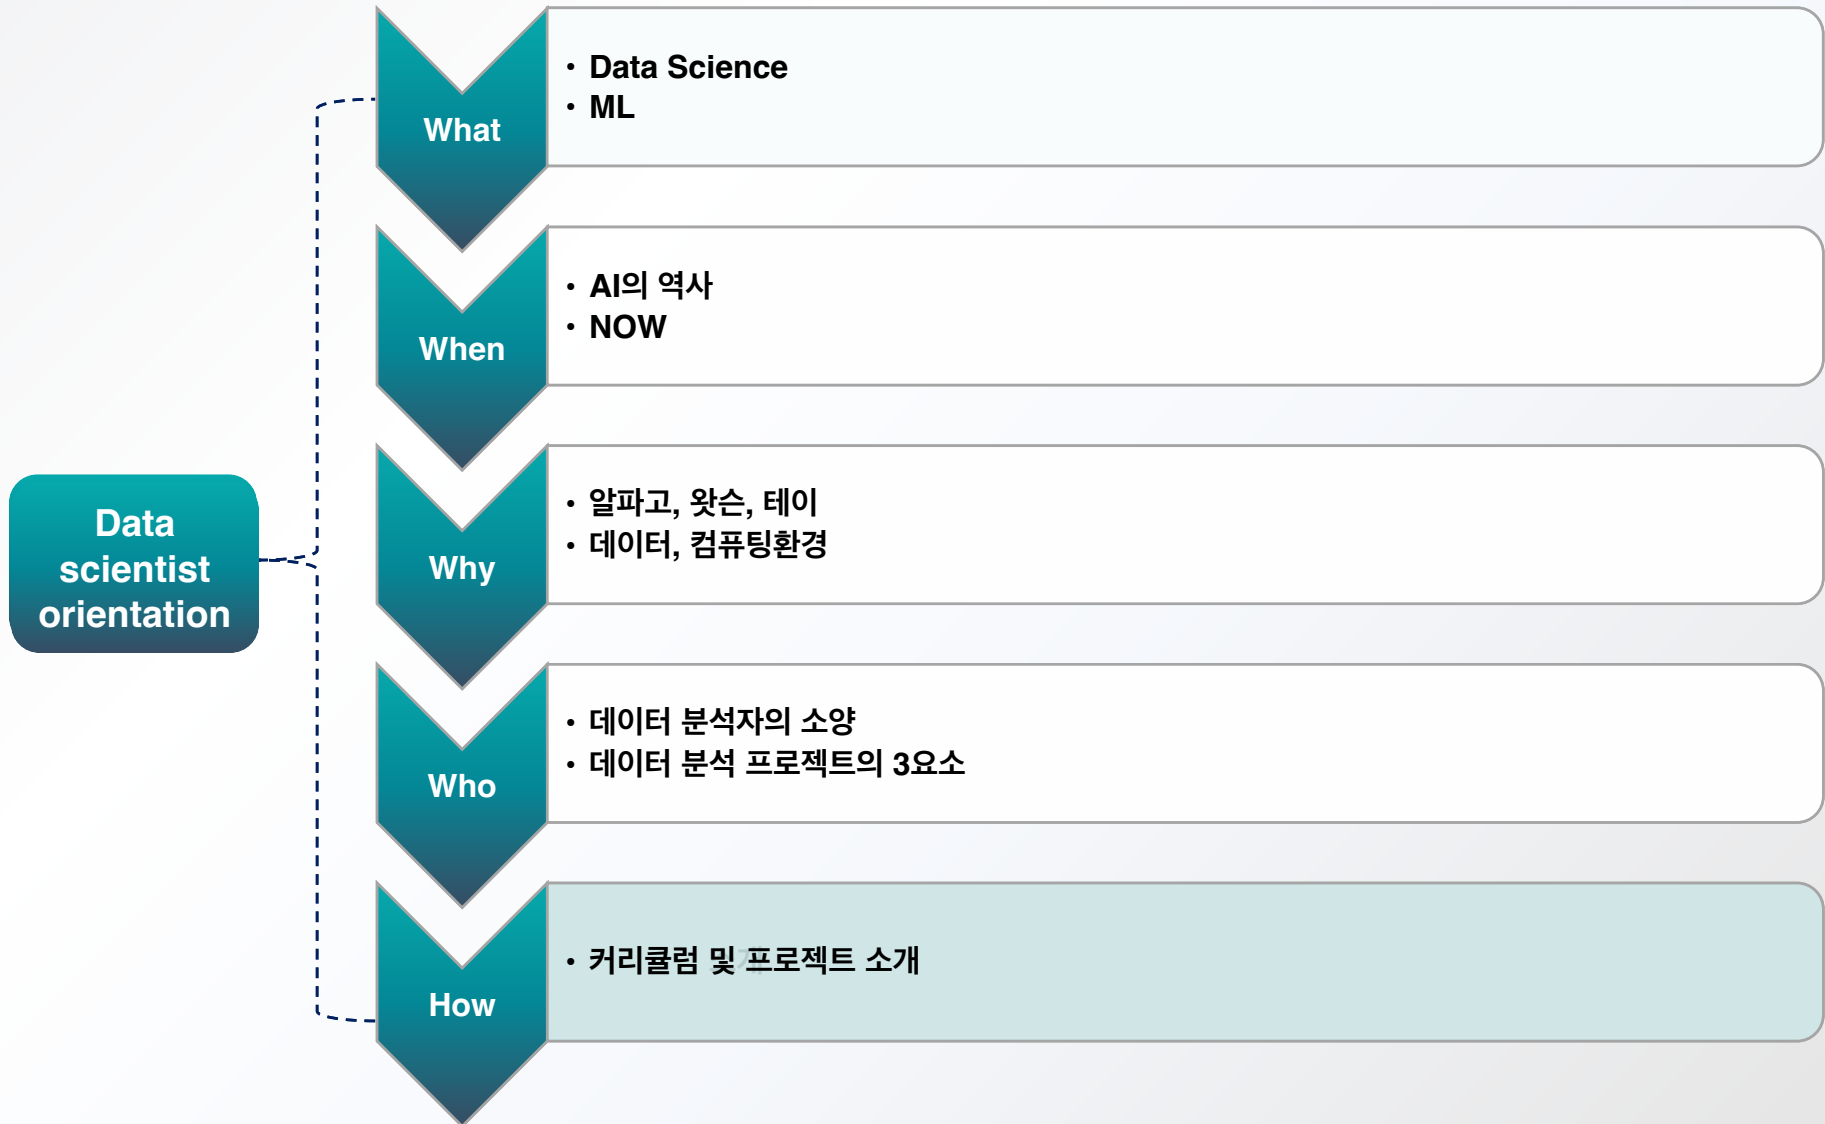 Data
scientist
orientation
What
• Data Science
• ML
When
• AI의 역사
• NOW
Why
• 알파고, 왓슨, 테이
• 데이터, 컴퓨팅환경
Who
• 데이터 분석자의 소양
• 데이터 분석 프로젝트의 3요소
How
• 커리큘럼 및 프로젝트 소개